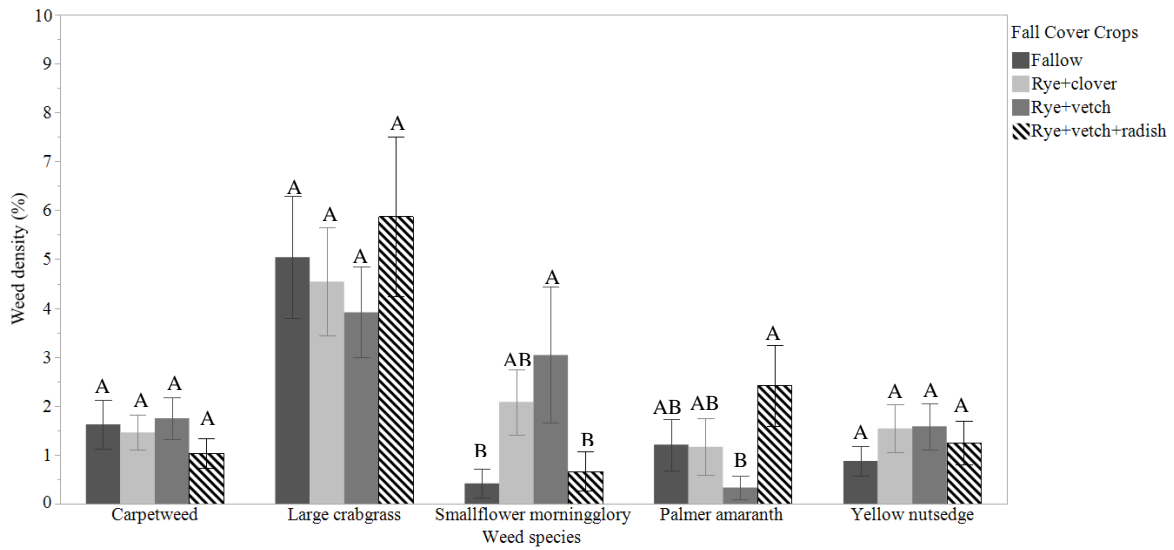 10
9
8
7
6
5
4
3
2
1
0
Weed density (%)
A
A
A
A
A
A
A
A
B
AB
A
B
AB
AB
B
A
A
A
A
A
Carpetweed
Large crabgrass
Smallflower morningglory
Palmer amaranth
Yellow nutsedge
Weed species
Fall Cover Crops
Fallow
Rye+clover
Rye+vetch
Rye+vetch+radish